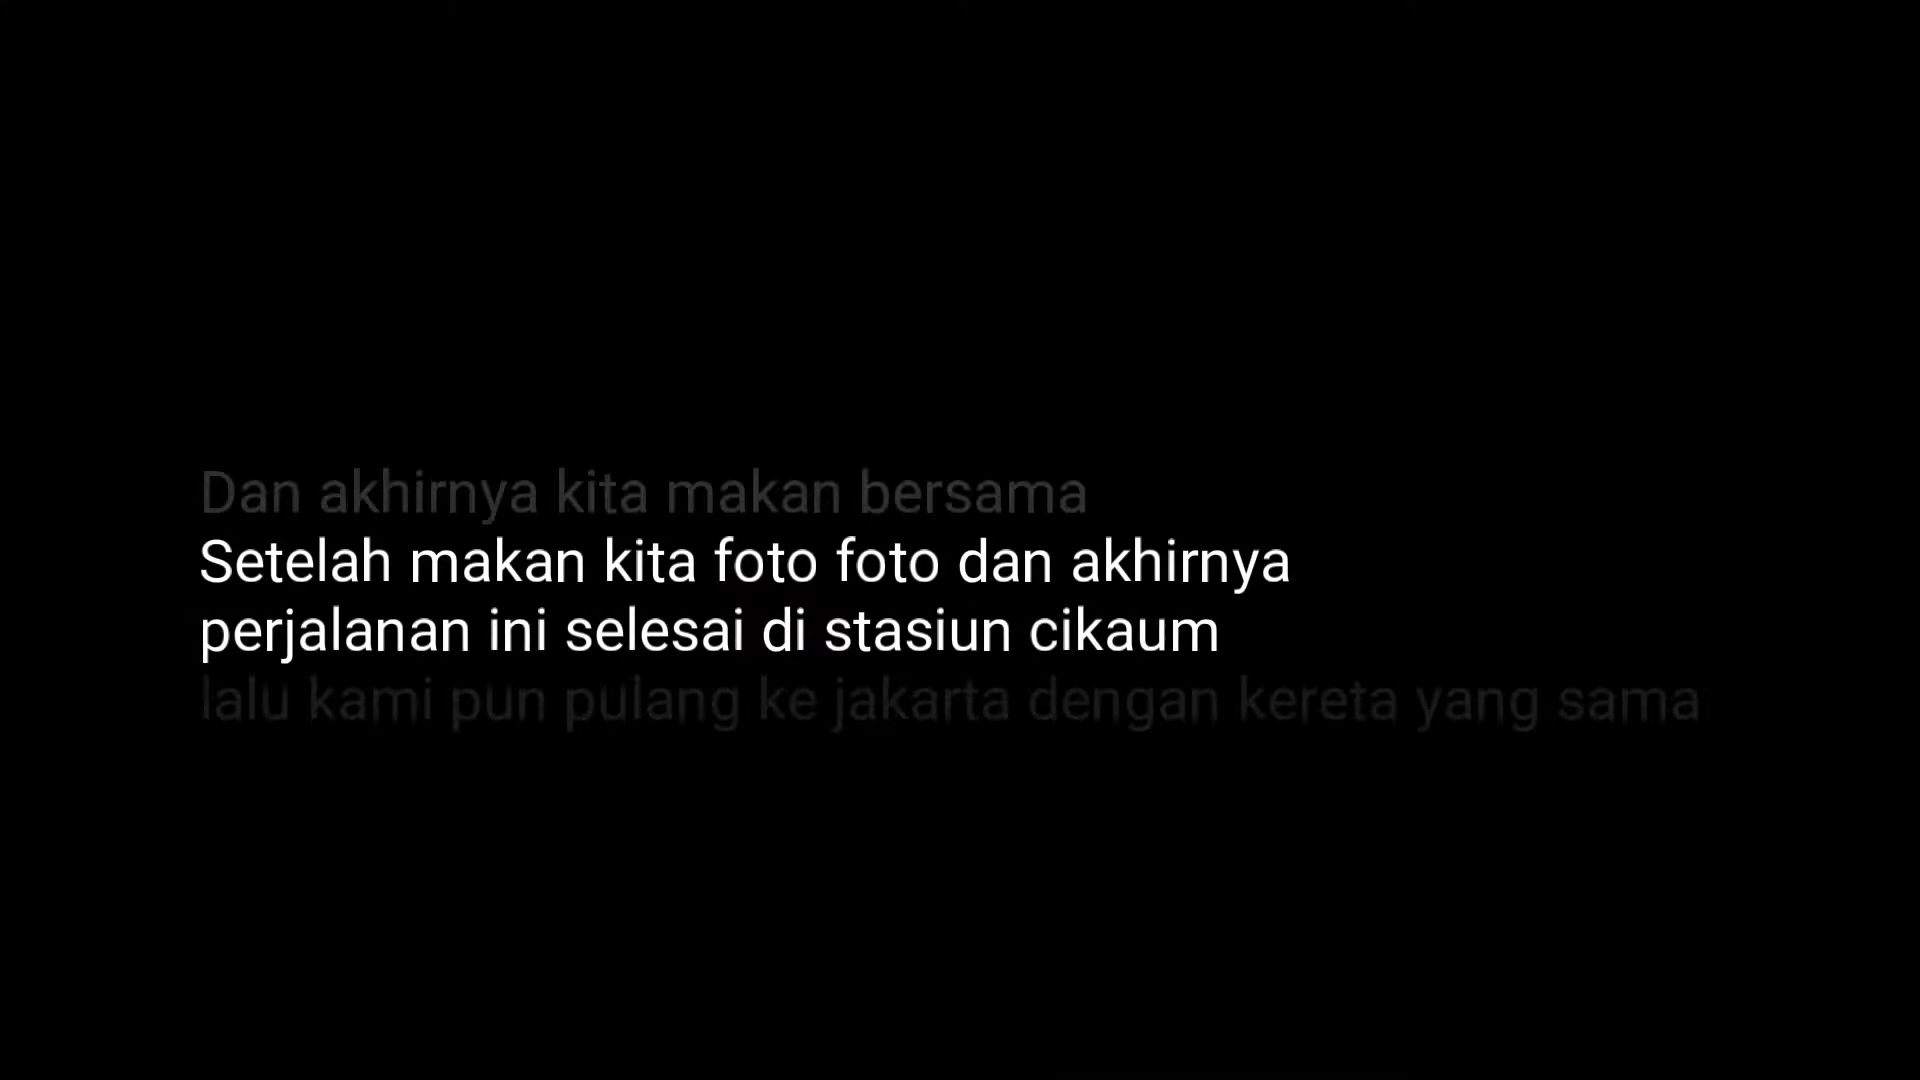 Dan akhirnya kita makan bersama
Setelah makan kita foto foto dan akhirnya
perjalanan ini selesai di stasiun cikaum
lalu kami pun pulang ke jakarta dengan kereta yang sama